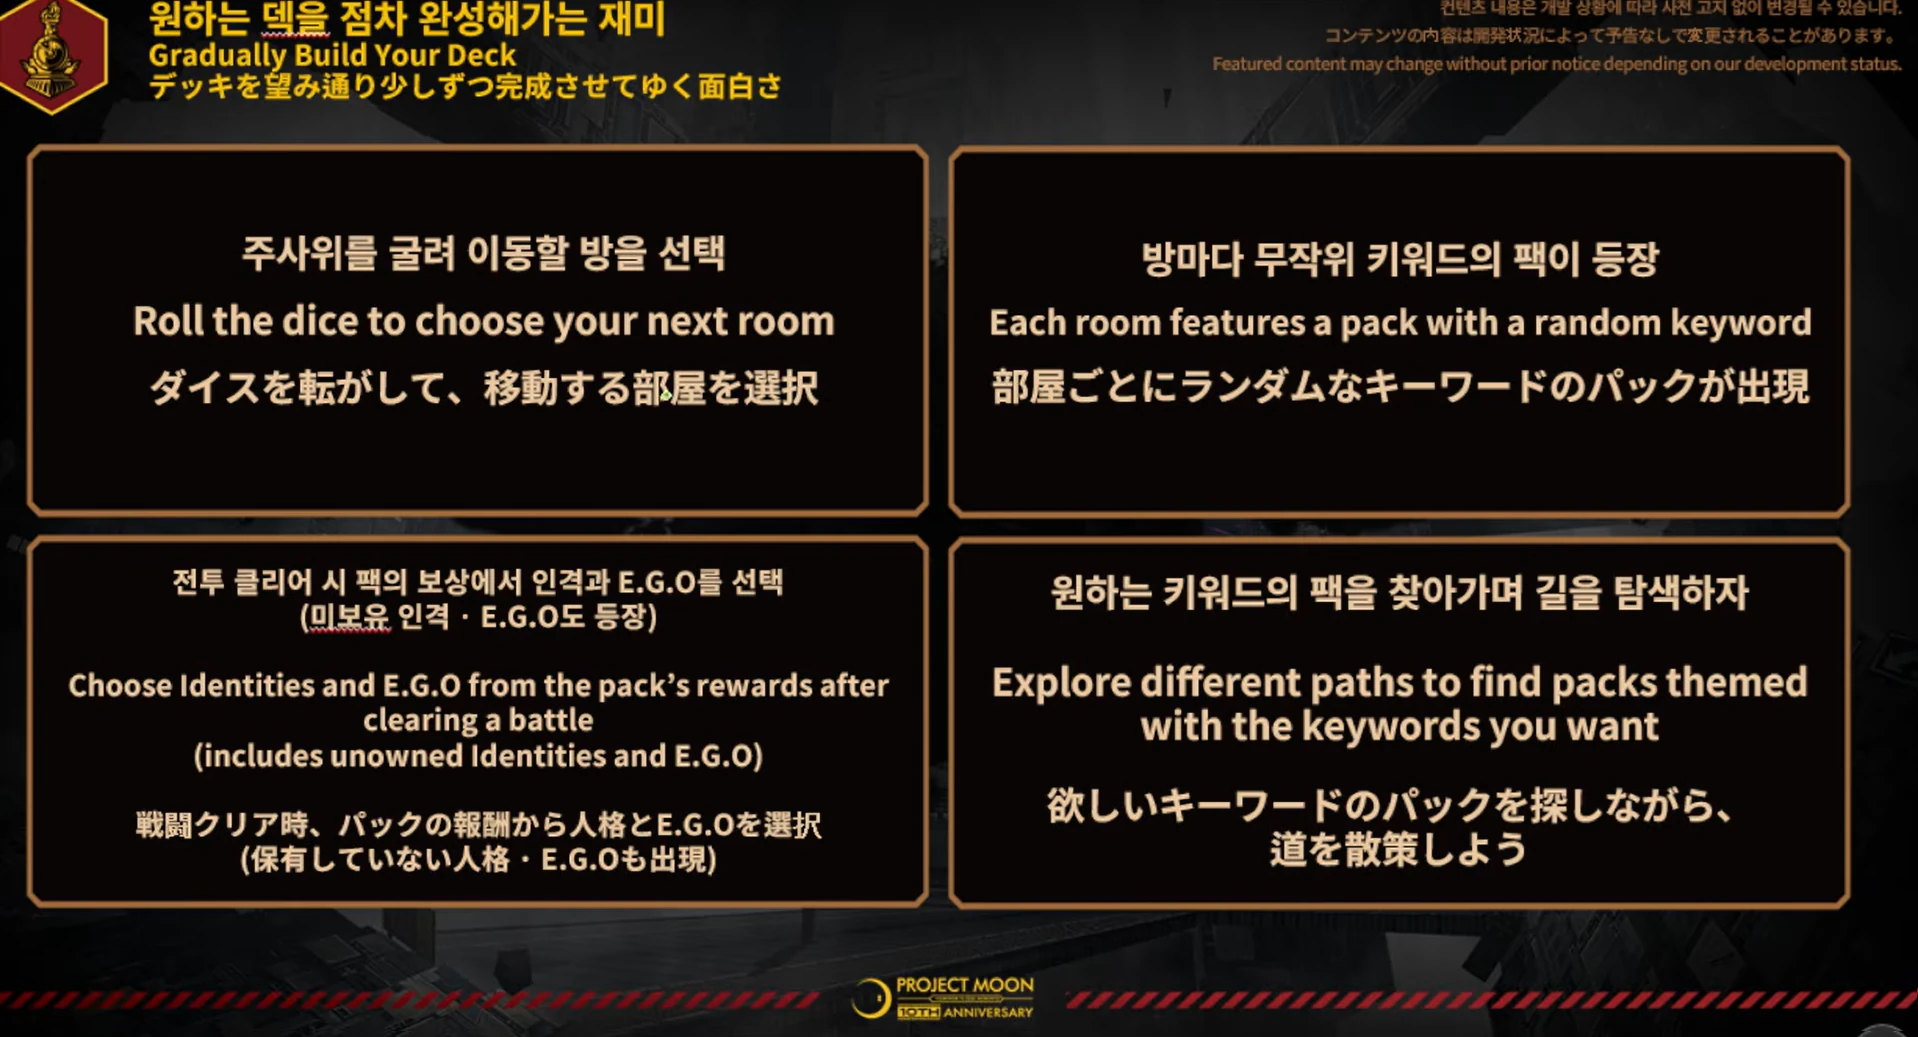 원하는 덱을 점차 완성해가는 재미
Gradually Build Your Deck
デッキを望み通り少しずつ完成させてゆく面白さ
컨텐츠 내용은 개발 상황에 따라 사전 고지 없이 변경될 수 있습니다.
コンテンツの内容は開発状況によって予告なしで変更されることがあります。
Featured content may change without prior notice depending on our development status.
주사위를 굴려 이동할 방을 선택
Roll the dice to choose your next room
ダイスを転がして、移動する部屋を選択
방마다 무작위 키워드의 팩이 등장
Each room features a pack with a random keyword
部屋ごとにランダムなキーワードのパックが出現
전투 클리어 시 팩의 보상에서 인격과 E.G.O를 선택
(미보유 인격 · E.G.O도 등장)
Choose Identities and E.G.O from the pack’s rewards after
clearing a battle
(includes unowned Identities and E.G.O)
戦闘クリア時、パックの報酬から人格とE.G.Oを選択
(保有していない人格・E.G.Oも出現)
원하는 키워드의 팩을 찾아가며 길을 탐색하자
Explore different paths to find packs themed
with the keywords you want
欲しいキーワードのパックを探しながら、
道を散策しよう
PROJECT MOON
10TH ANNIVERSARY